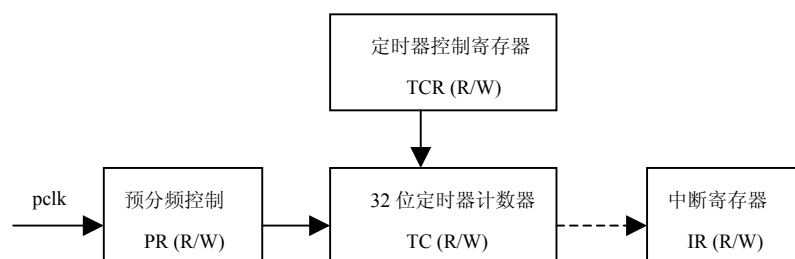 定时器控制寄存器
TCR (R/W)
pclk
预分频控制
PR (R/W)
32 位定时器计数器
TC (R/W)
中断寄存器
IR (R/W)